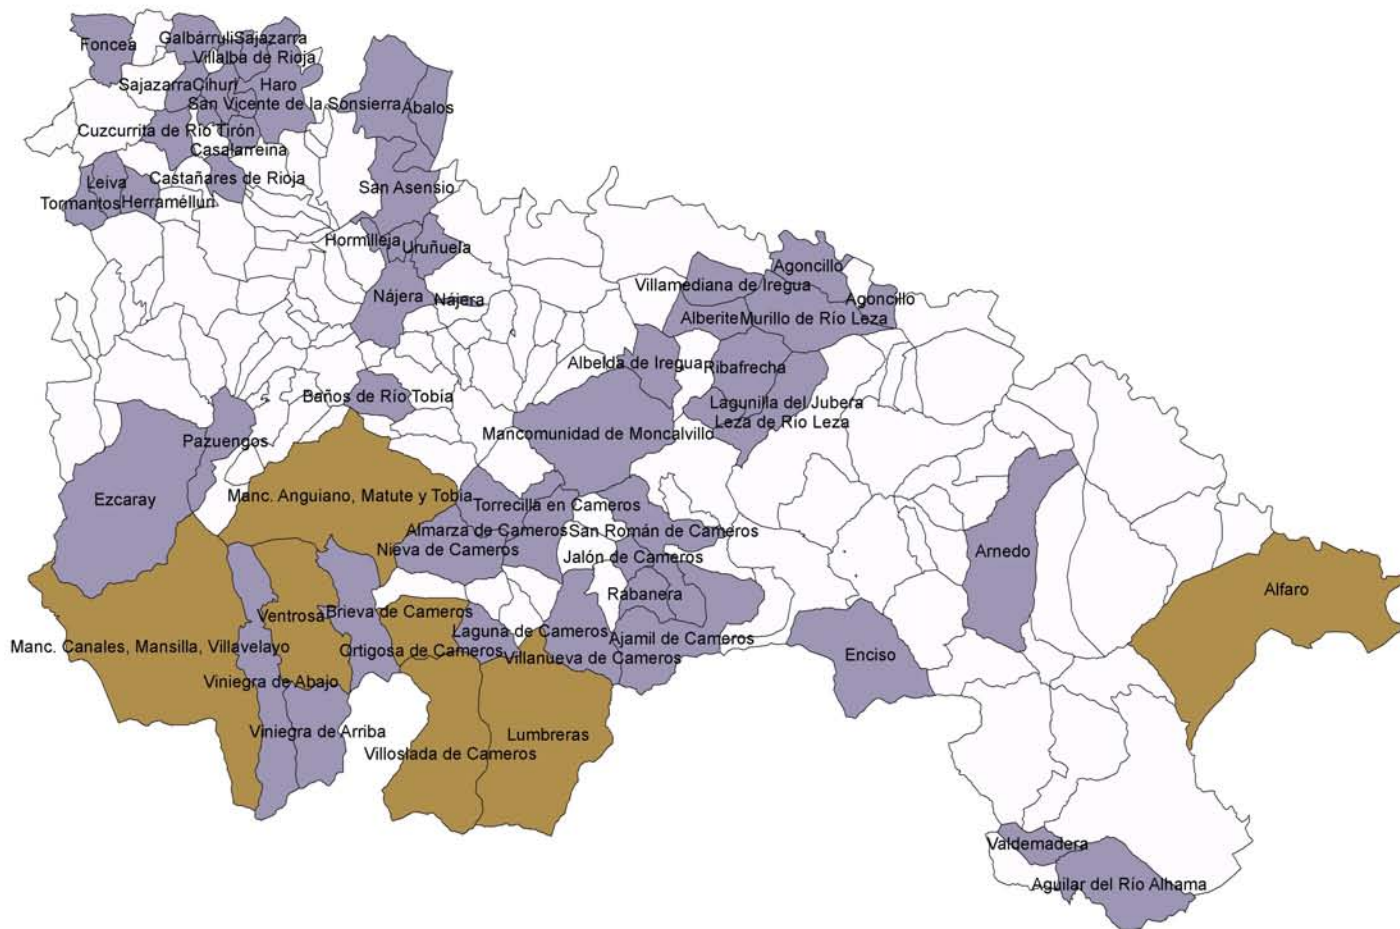 Foncea
Galbárruli
Sajazarra
Villalba de Rioja
Sajazarra
Cihuri
Haro
San Vicente de la Sonsierra
Ábalos
Cuzcurrita de Río Tirón
Casalarreina
Leiva
Castañares de Rioja
San Asensio
Tormantos
Herramélluri
Hormilleja
Uruñuela
Agoncillo
Villamediana de Iregua
Nájera
Nájera
Agoncillo
Alberite
Murillo de Río Leza
Albelda de Iregua
Ribafrecha
Baños de Río Tobía
Lagunilla del Jubera
Leza de Río Leza
Mancomunidad de Moncalvillo
Pazuengos
Ezcaray
Manc. Anguiano, Matute y Tobia
Torrecilla en Cameros
Almarza de Cameros
San Román de Cameros
Nieva de Cameros
Jalón de Cameros
Arnedo
Rabanera
Alfaro
Ventrosa
Brieva de Cameros
Laguna de Cameros
Ajamil de Cameros
Manc. Canales, Mansilla, Villavelayo
Ortigosa de Cameros
Villanueva de Cameros
Enciso
Viniegra de Abajo
Viniegra de Arriba
Lumbreras
Villoslada de Cameros
Valdemadera
Aguilar del Río Alhama